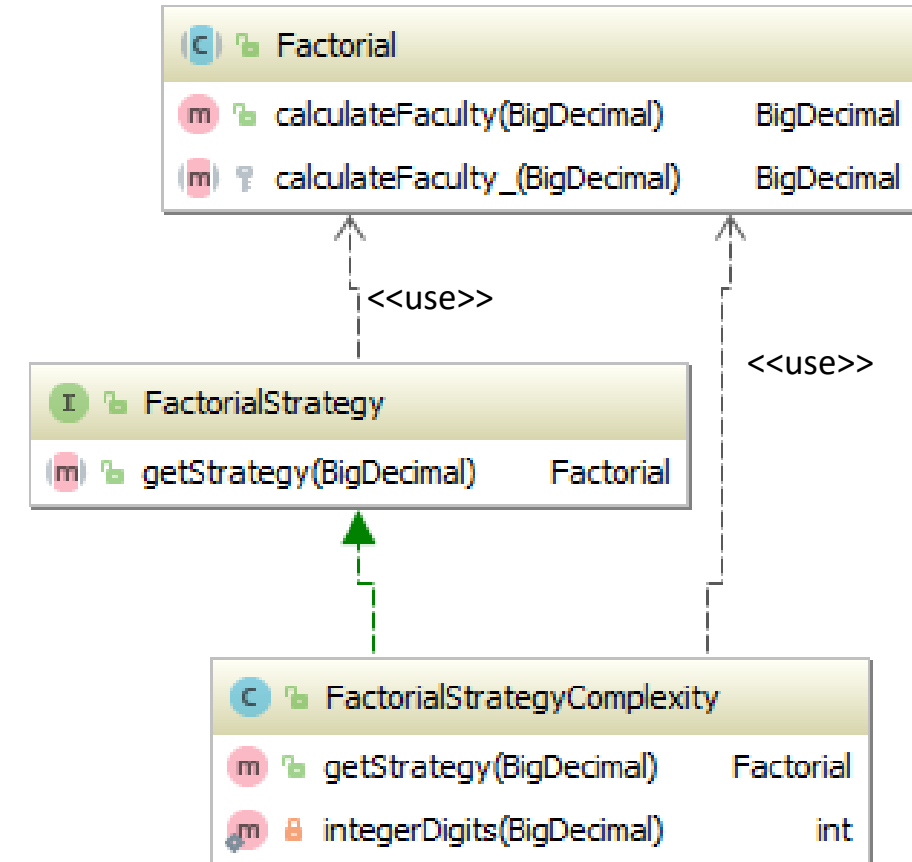 C Factorial
m calculateFaculty(BigDecimal) BigDecimal
m calculateFaculty_(BigDecimal) BigDecimal
<<use>>
<<use>>
I FactorialStrategy
m getStrategy(BigDecimal) Factorial
C FactorialStrategyComplexity
m getStrategy(BigDecimal) Factorial
m integerDigits(BigDecimal) int